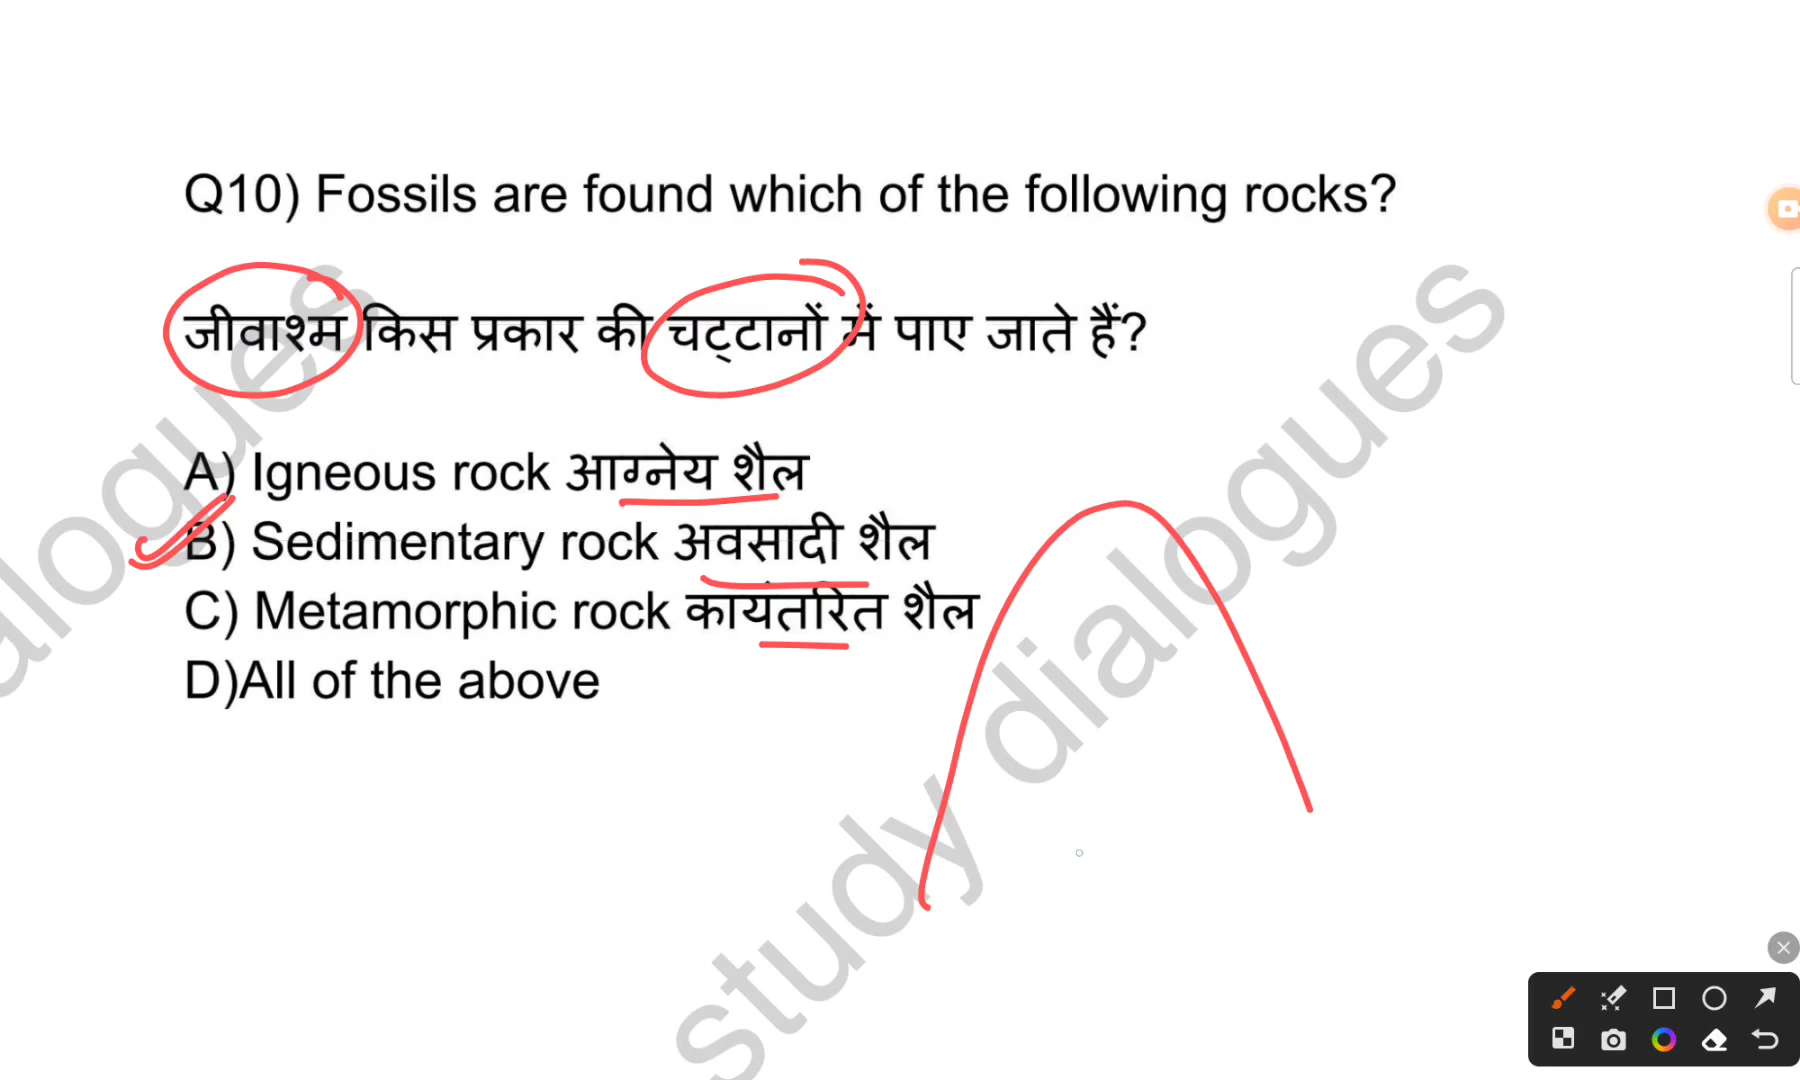 Q10) Fossils are found which of the following rocks?
जीवाश्म किस प्रकार की चट्टानों में पाए जाते हैं?
A) Igneous rock आग्नेय शैल
B) Sedimentary rock अवसादी शैल
C) Metamorphic rock कायंतरित शैल
D)All of the above
alogues
study dialogues